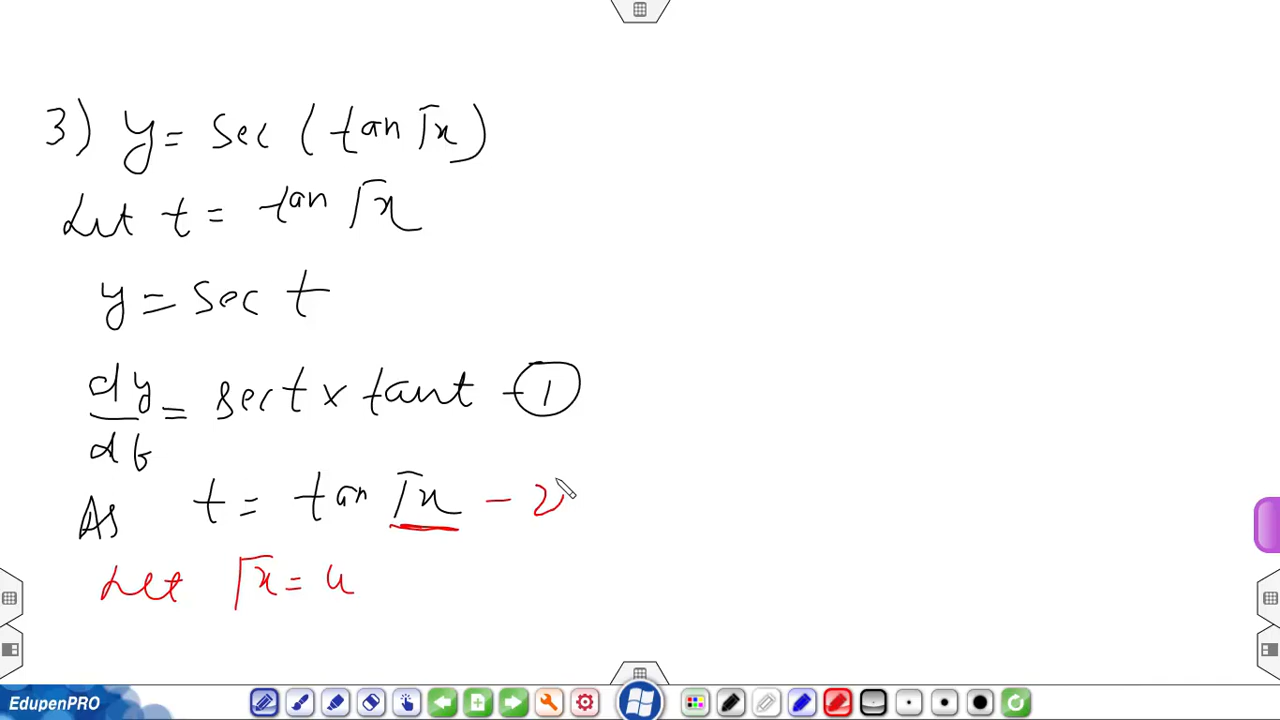 3) y = sec (tan √x)
Let t = tan √x
y = sec t
dy/dt = sect × tant - 1
As t = tan √x - 2
Let √x = u
EdupenPRO